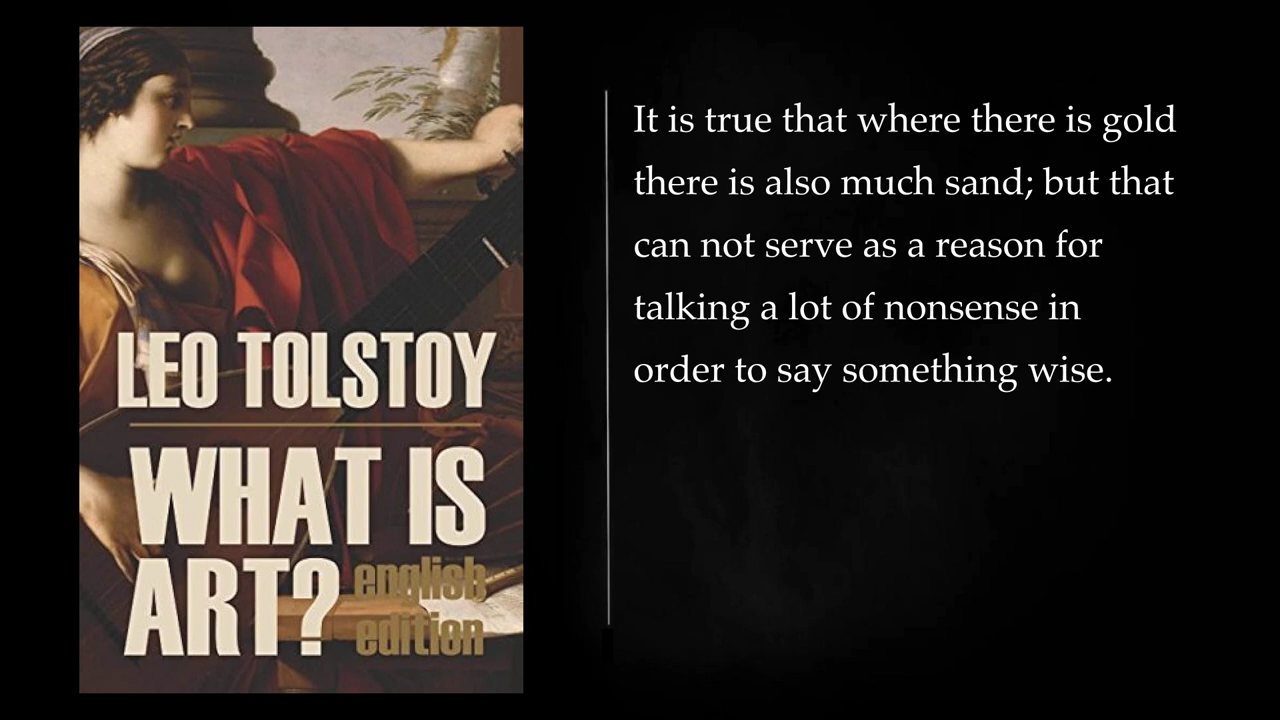 LEO TOLSTOY
WHAT IS
ART?
english
edition
It is true that where there is gold
there is also much sand; but that
can not serve as a reason for
talking a lot of nonsense in
order to say something wise.